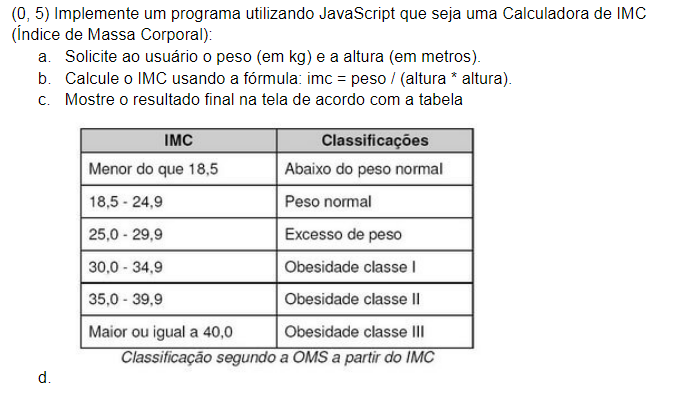 (0, 5) Implemente um programa utilizando JavaScript que seja uma Calculadora de IMC
(Índice de Massa Corporal):
a. Solicite ao usuário o peso (em kg) e a altura (em metros).
b. Calcule o IMC usando a fórmula: imc = peso / (altura * altura).
c. Mostre o resultado final na tela de acordo com a tabela
IMC Classificações
Menor do que 18,5 Abaixo do peso normal
18,5 - 24,9 Peso normal
25,0 - 29,9 Excesso de peso
30,0 - 34,9 Obesidade classe I
35,0 - 39,9 Obesidade classe II
Maior ou igual a 40,0 Obesidade classe III
Classificação segundo a OMS a partir do IMC
d.